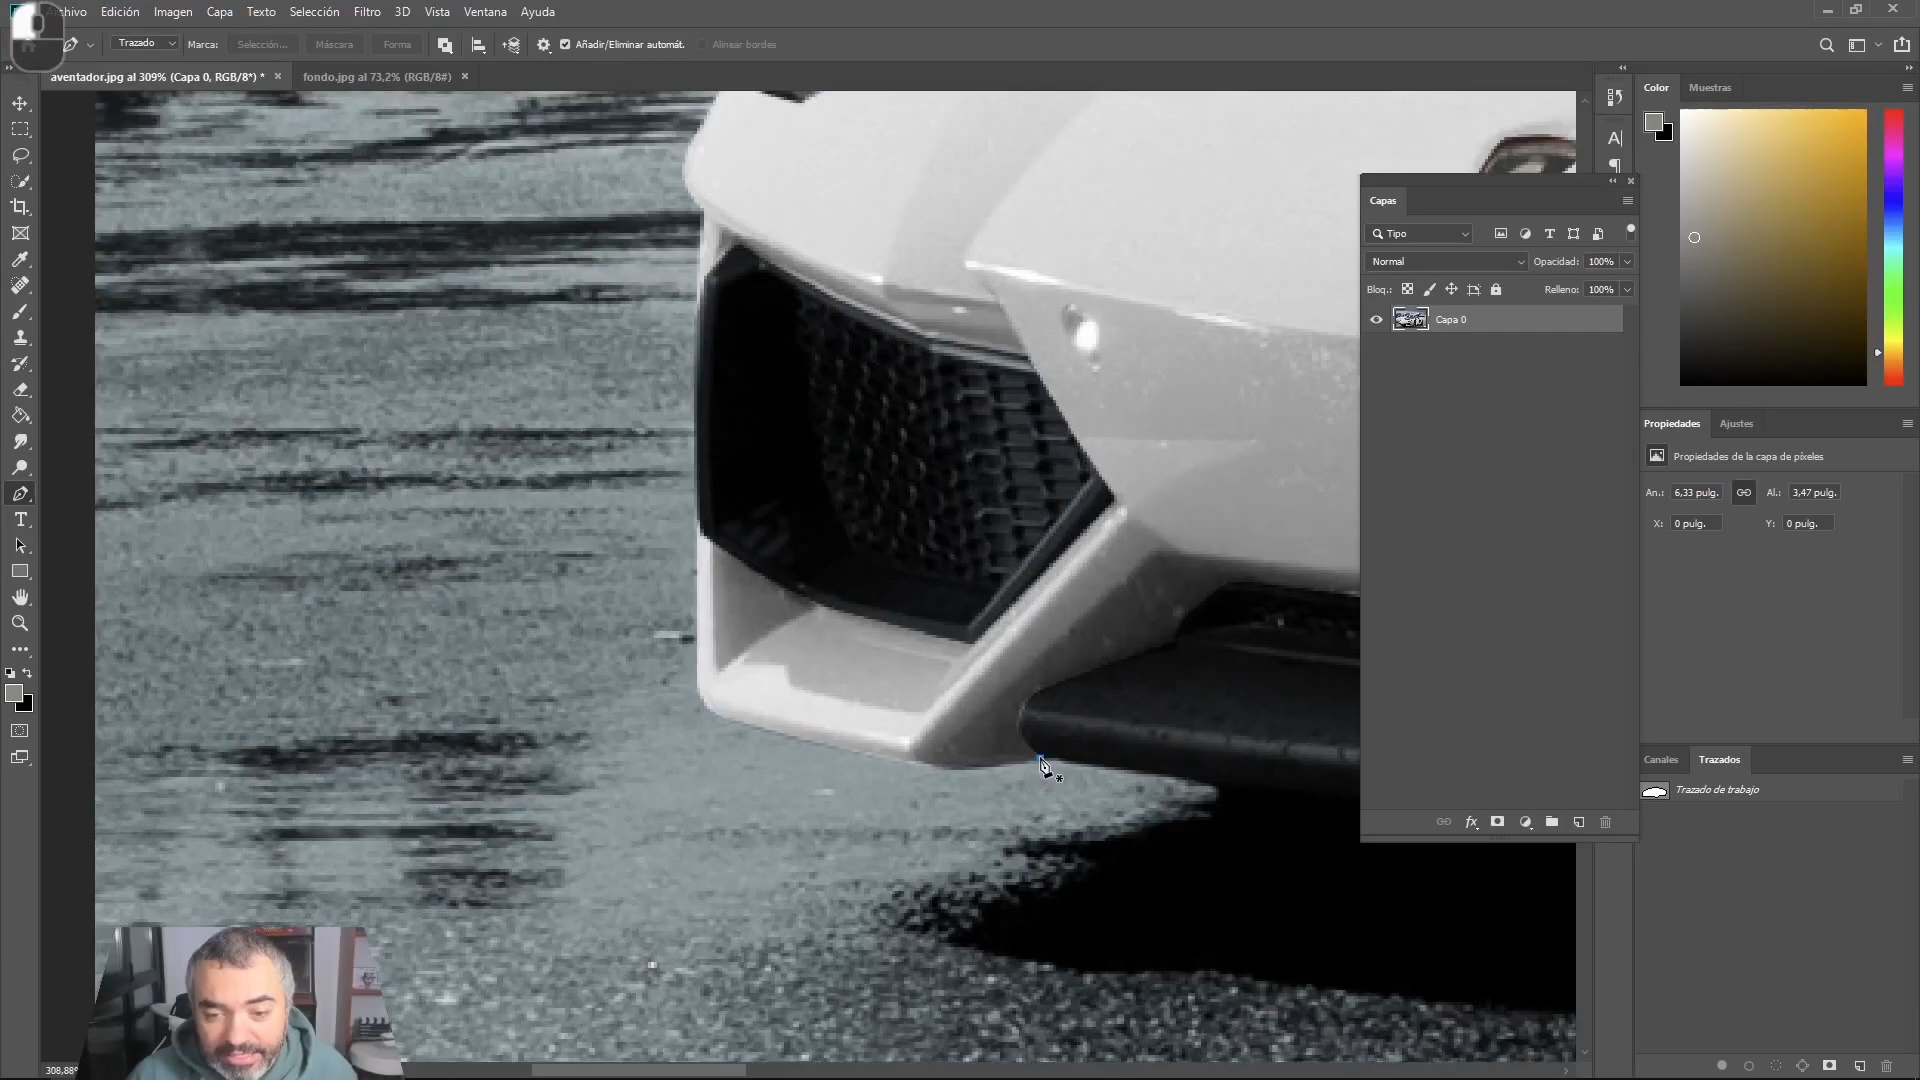 Archivo Edición Imagen Capa Texto Selección Filtro 3D Vista Ventana Ayuda
Trazado Marca: Selección... Máscara Forma Añadir/Eliminar automát. Alinear bordes
aventador.jpg al 309% (Capa 0, RGB/8*) * fondo.jpg al 73,2% (RGB/8#)
Color Muestras
Capas
Tipo
Normal Opacidad: 100%
Bloq.: Relleno: 100%
Capa 0
Propiedades Ajustes
Propiedades de la capa de píxeles
An.: 6,33 pulg. Al.: 3,47 pulg.
X: 0 pulg. Y: 0 pulg.
Canales Trazados
Trazado de trabajo
308,88%